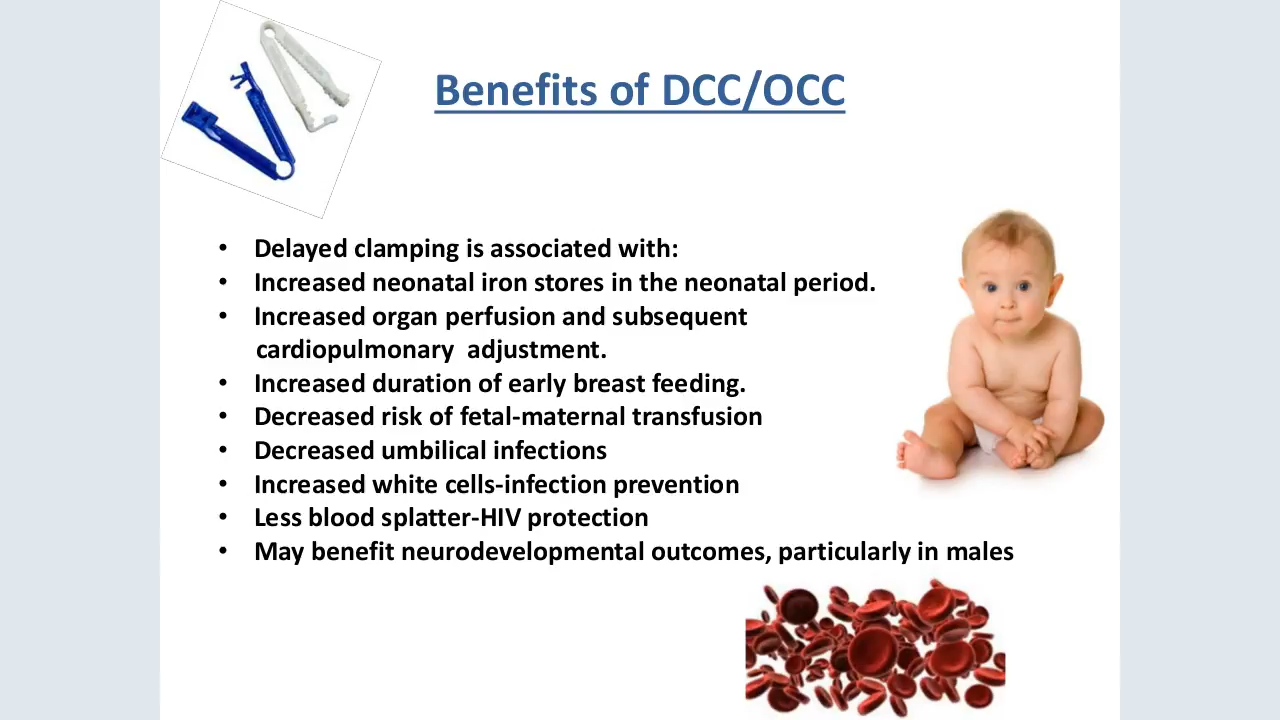 Benefits of DCC/OCC
• Delayed clamping is associated with:
• Increased neonatal iron stores in the neonatal period.
• Increased organ perfusion and subsequent
cardiopulmonary adjustment.
• Increased duration of early breast feeding.
• Decreased risk of fetal-maternal transfusion
• Decreased umbilical infections
• Increased white cells-infection prevention
• Less blood splatter-HIV protection
• May benefit neurodevelopmental outcomes, particularly in males